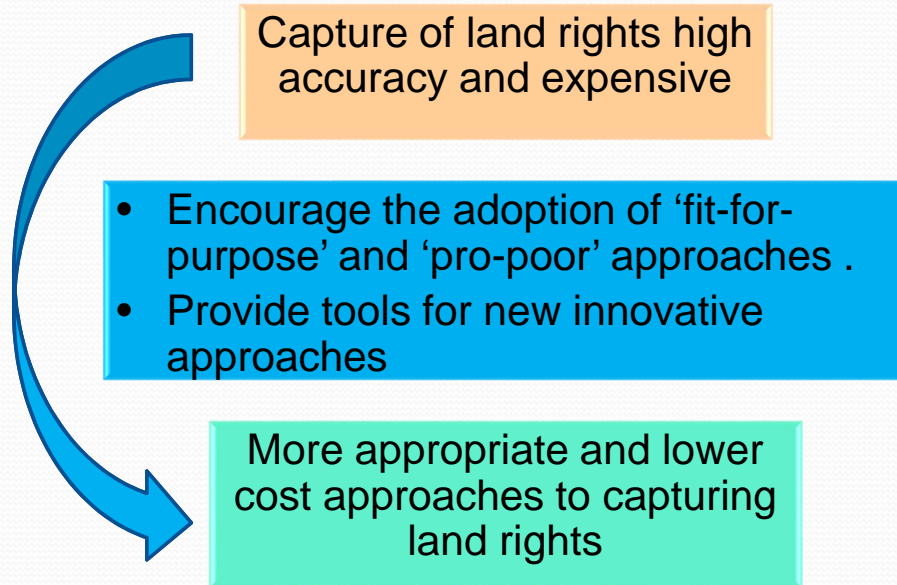 Capture of land rights high
accuracy and expensive
• Encourage the adoption of ‘fit-for-
purpose’ and ‘pro-poor’ approaches .
• Provide tools for new innovative
approaches
More appropriate and lower
cost approaches to capturing
land rights